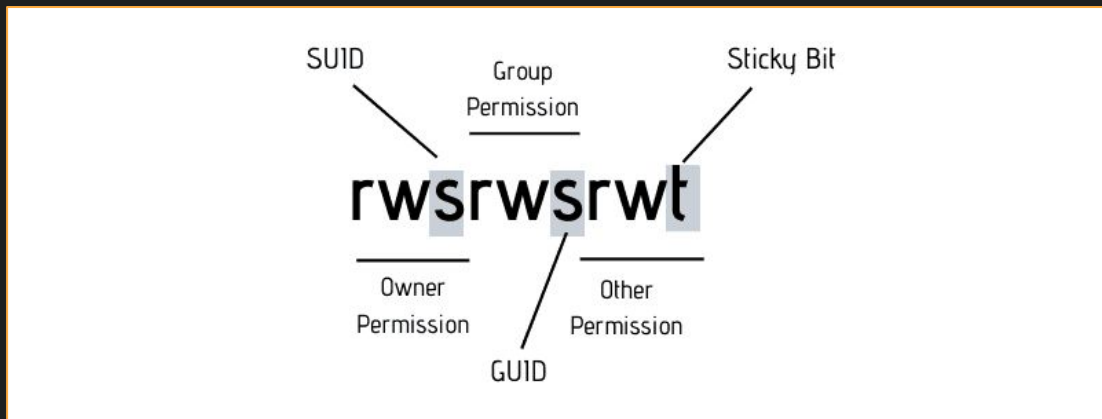 SUID
Group
Permission
Sticky Bit
rwsrwsrwt
Owner
Permission
Other
Permission
GUID